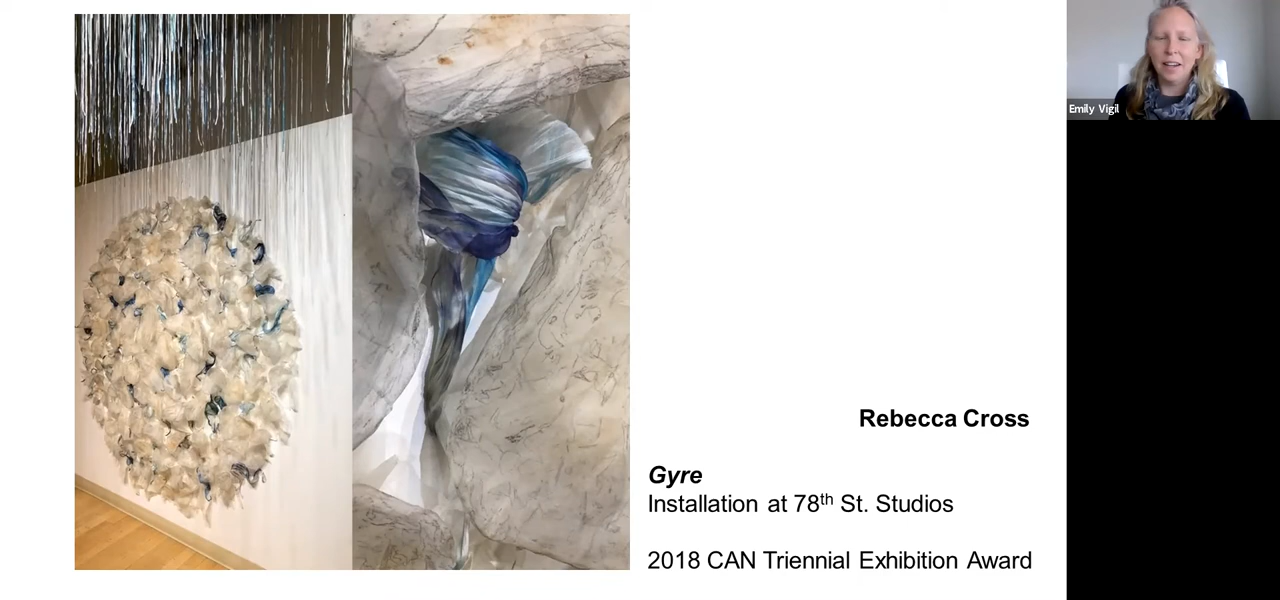 Emily Vigil
Rebecca Cross
Gyre
Installation at 78th St. Studios
2018 CAN Triennial Exhibition Award